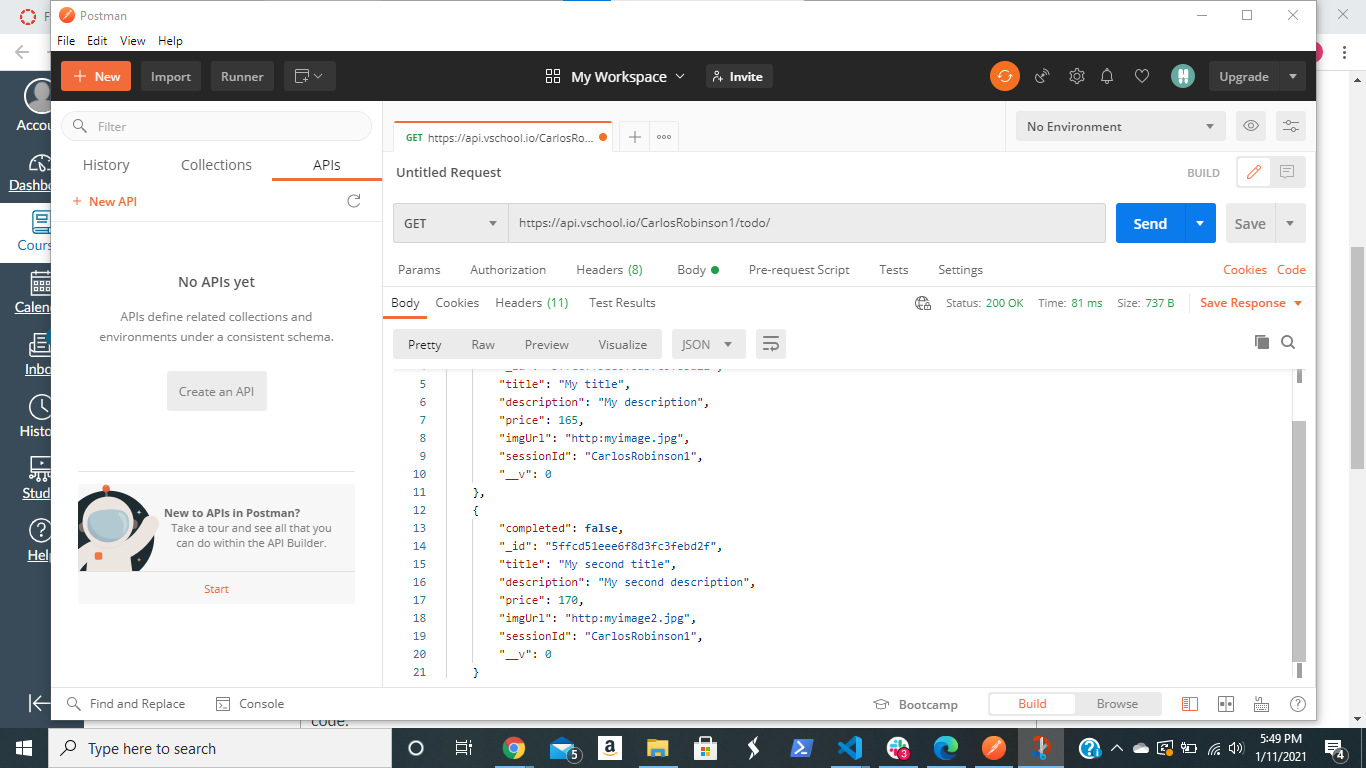 Postman
File Edit View Help
New Import Runner My Workspace Invite Upgrade
Filter
History Collections APIs
New API
No APIs yet
APIs define related collections and
environments under a consistent schema.
Create an API
New to APIs in Postman?
Take a tour and see all that you
can do within the API Builder.
Start
GET https://api.vschool.io/CarlosRo...
No Environment
Untitled Request
BUILD
GET https://api.vschool.io/CarlosRobinson1/todo/ Send Save
Params Authorization Headers (8) Body Pre-request Script Tests Settings Cookies Code
Body Cookies Headers (11) Test Results Status: 200 OK Time: 81 ms Size: 737 B Save Response
Pretty Raw Preview Visualize JSON
5 "title": "My title",
6 "description": "My description",
7 "price": 165,
8 "imgUrl": "http:myimage.jpg",
9 "sessionId": "CarlosRobinson1",
10 "__v": 0
11 },
12 {
13 "completed": false,
14 "_id": "5ffcd51eee6f8d3fc3febd2f",
15 "title": "My second title",
16 "description": "My second description",
17 "price": 170,
18 "imgUrl": "http:myimage2.jpg",
19 "sessionId": "CarlosRobinson1",
20 "__v": 0
21 }
Find and Replace Console Bootcamp Build Browse
code.
Type here to search
5
3
5:49 PM
1/11/2021
4